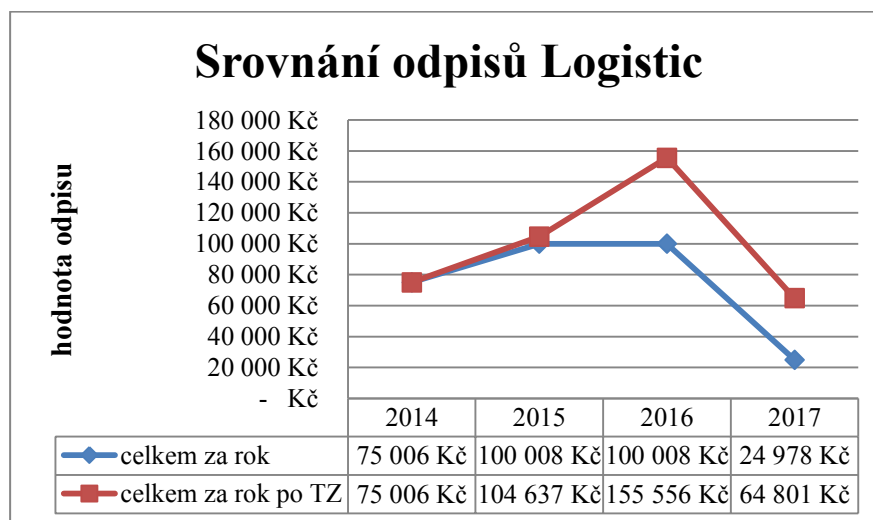 Srovnání odpisů Logistic
hodnota odpisu
180 000 Kč
160 000 Kč
140 000 Kč
120 000 Kč
100 000 Kč
80 000 Kč
60 000 Kč
40 000 Kč
20 000 Kč
- Kč
2014 2015 2016 2017
celkem za rok 75 006 Kč 100 008 Kč 100 008 Kč 24 978 Kč
celkem za rok po TZ 75 006 Kč 104 637 Kč 155 556 Kč 64 801 Kč